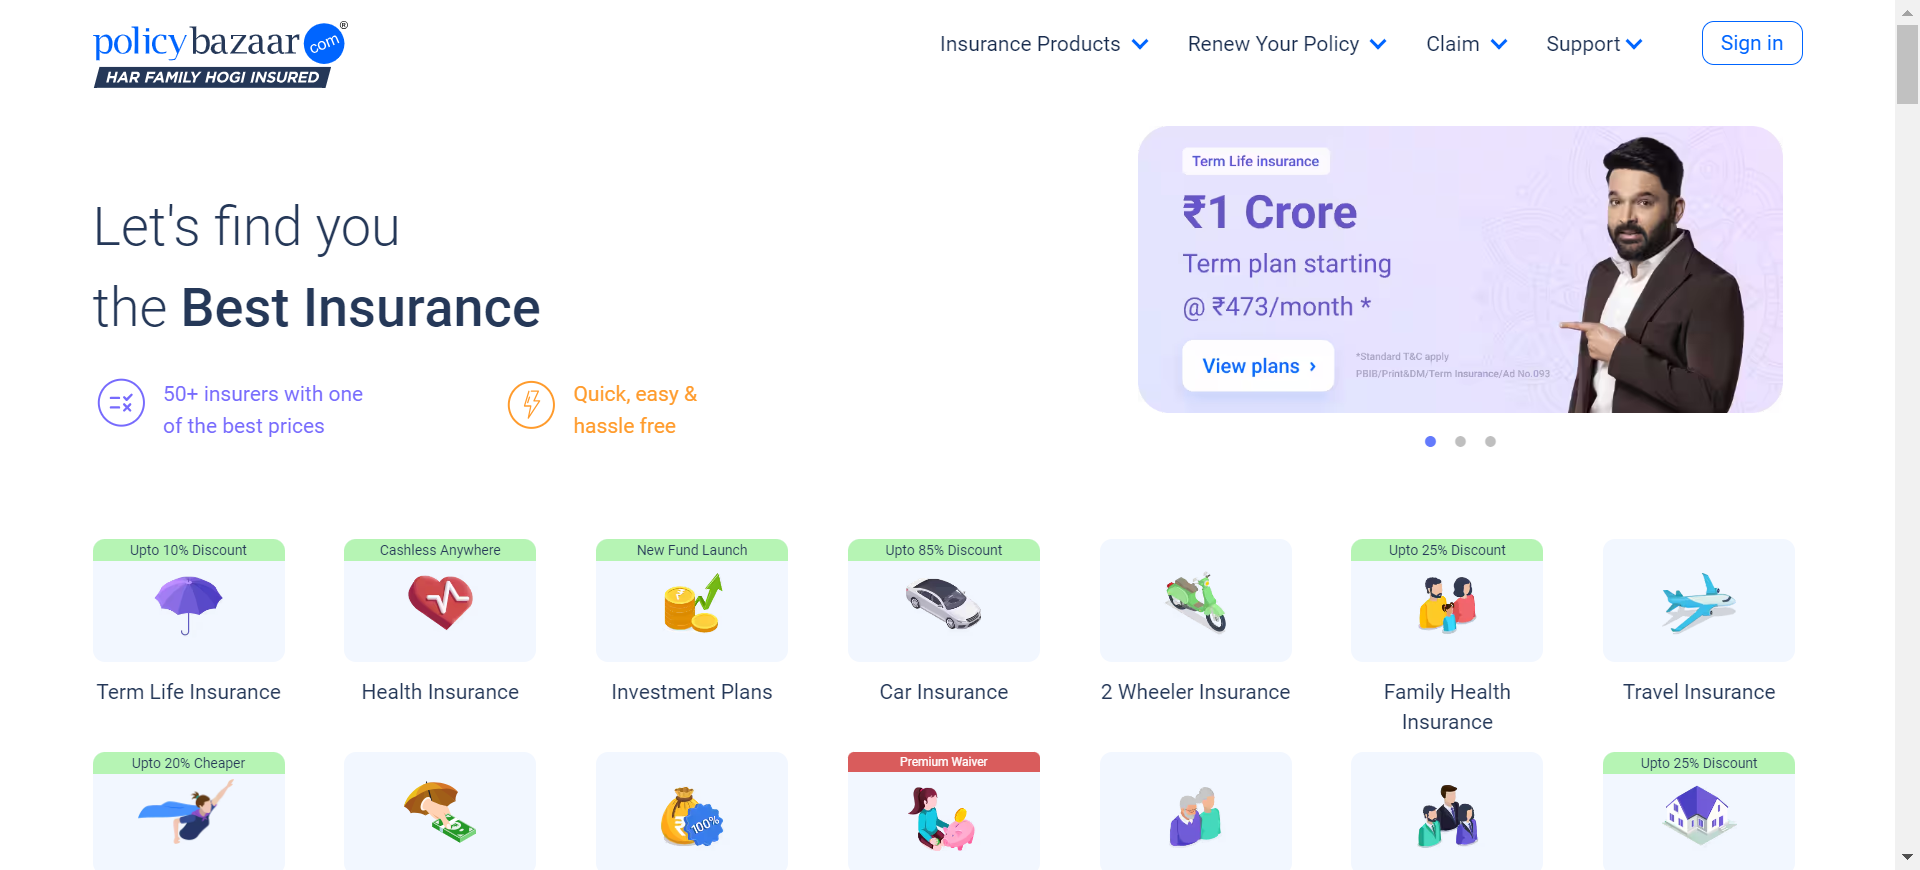 policybazaar com ®
HAR FAMILY HOGI INSURED
Insurance Products
Renew Your Policy
Claim
Support
Sign in
Let's find you
the Best Insurance
50+ insurers with one
of the best prices
Quick, easy &
hassle free
Term Life insurance
₹1 Crore
Term plan starting
@ ₹473/month *
View plans ›
*Standard T&C apply
PBIB/Print&DM/Term Insurance/Ad No.093
Upto 10% Discount
Term Life Insurance
Cashless Anywhere
Health Insurance
New Fund Launch
₹
Investment Plans
Upto 85% Discount
Car Insurance
2 Wheeler Insurance
Upto 25% Discount
Family Health
Insurance
Travel Insurance
Upto 20% Cheaper
₹
100%
Premium Waiver
Upto 25% Discount